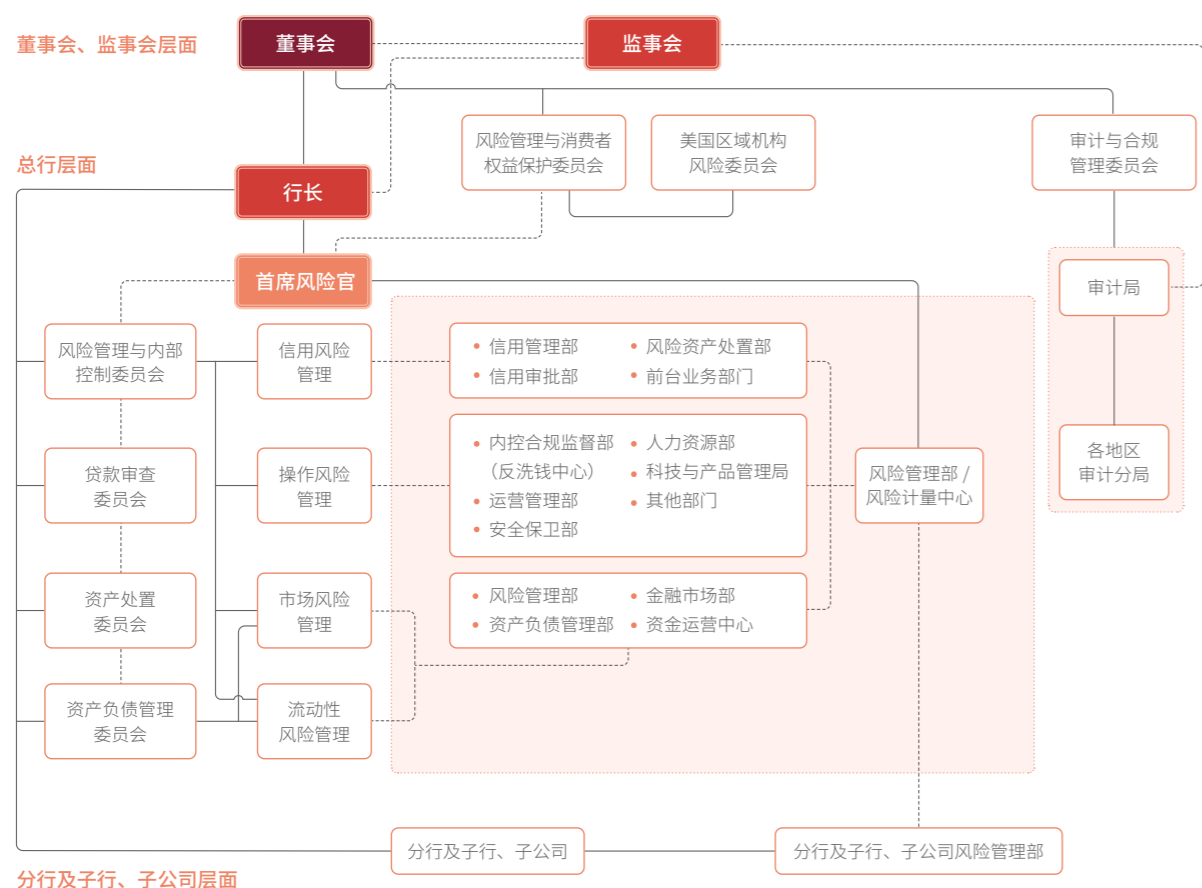 董事会、监事会层面
董事会
监事会
风险管理与消费者
权益保护委员会
美国区域机构
风险委员会
审计与合规
管理委员会
总行层面
行长
首席风险官
审计局
各地区
审计分局
风险管理与内部
控制委员会
信用风险
管理
• 信用管理部
• 风险资产处置部
• 信用审批部
• 前台业务部门
贷款审查
委员会
操作风险
管理
• 内控合规监督部
（反洗钱中心）
• 运营管理部
• 安全保卫部
• 人力资源部
• 科技与产品管理局
• 其他部门
风险管理部 /
风险计量中心
资产处置
委员会
市场风险
管理
• 风险管理部
• 金融市场部
• 资产负债管理部
• 资金运营中心
资产负债管理
委员会
流动性
风险管理
分行及子行、子公司
分行及子行、子公司风险管理部
分行及子行、子公司层面